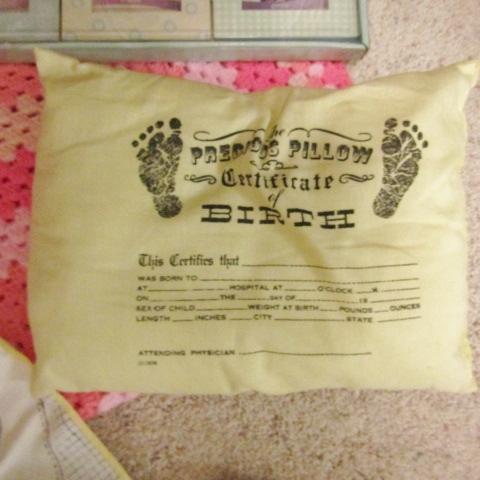 The
PRECIOUS PILLOW
Certificate
of
BIRTH
This Certifies that
WAS BORN TO
AT HOSPITAL AT O'CLOCK M.
ON THE DAY OF 19
SEX OF CHILD WEIGHT AT BIRTH POUNDS OUNCES
LENGTH INCHES CITY STATE
ATTENDING PHYSICIAN